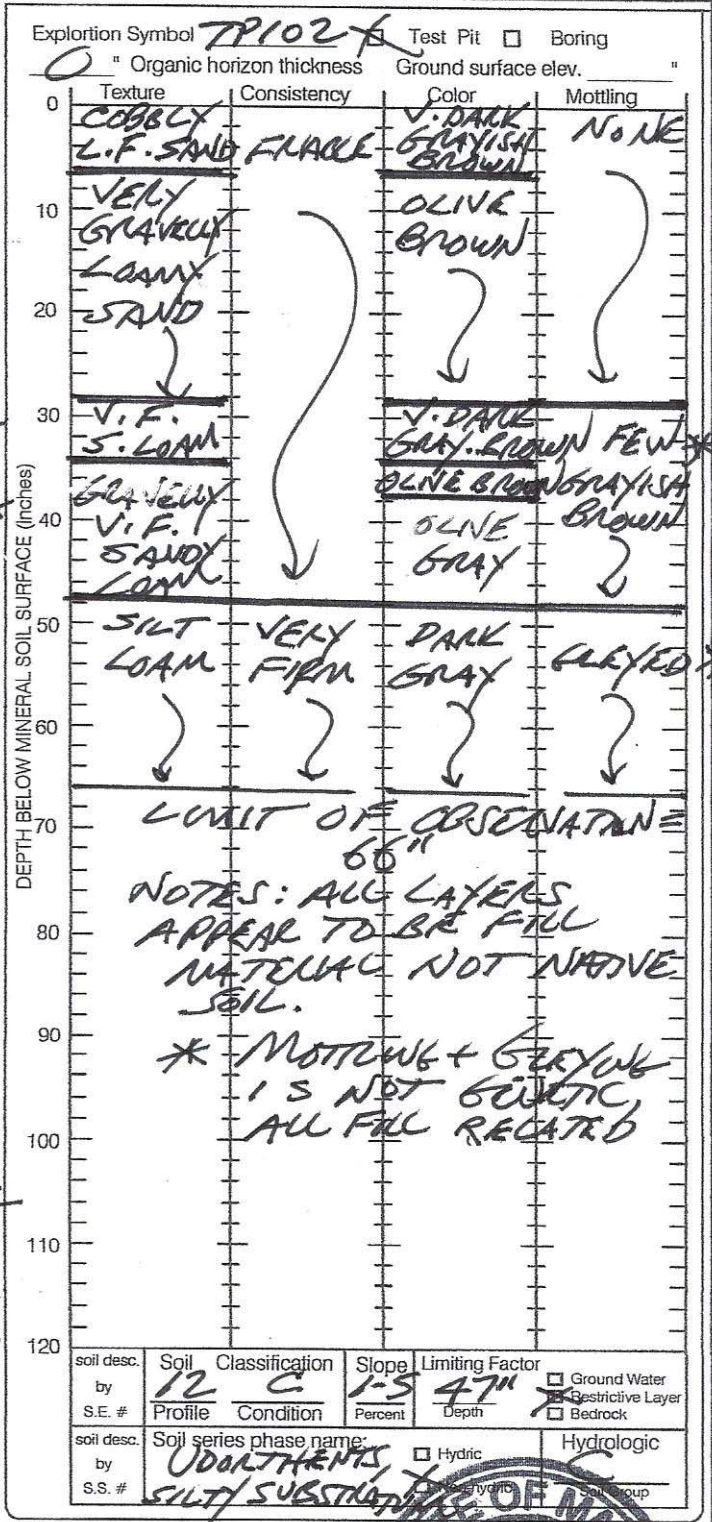 Explortion Symbol TP102 ☒ Test Pit ☐ Boring
0 " Organic horizon thickness Ground surface elev. "
Texture Consistency Color Mottling
DEPTH BELOW MINERAL SOIL SURFACE (Inches)
0
COBBLY V. DARK NONE
L.F. SAND FRIABLE GRAYISH
BROWN
VERY OLIVE
10
GRAVELLY BROWN
LOAMY
20
SAND
30
V.F. V. DARK
S. LOAM GRAY. BROWN FEW *
GRAVELLY OLIVE BROWN GRAYISH
40
V.F. OLIVE BROWN
SANDY GRAY
LOAM
50
SILT VERY DARK
LOAM FIRM GRAY GLEYED *
60
LIMIT OF OBSERVATION =
70
66"
NOTES: ALL LAYERS
80
APPEAR TO BE FILL
MATERIAL NOT NATIVE
SOIL.
90
* MOTTLING + GLEYING
IS NOT GENETIC,
100
ALL FILL RELATED
110
120
soil desc. Soil Classification Slope Limiting Factor
by 12 C 1-5 47" ☐ Ground Water
☒ Restrictive Layer
S.E. # Profile Condition Percent Depth ☐ Bedrock
soil desc. Soil series phase name: ☐ Hydric Hydrologic
by UDORTHENTS, C
S.S. # SILTY SUBSTRATUM Soil Group